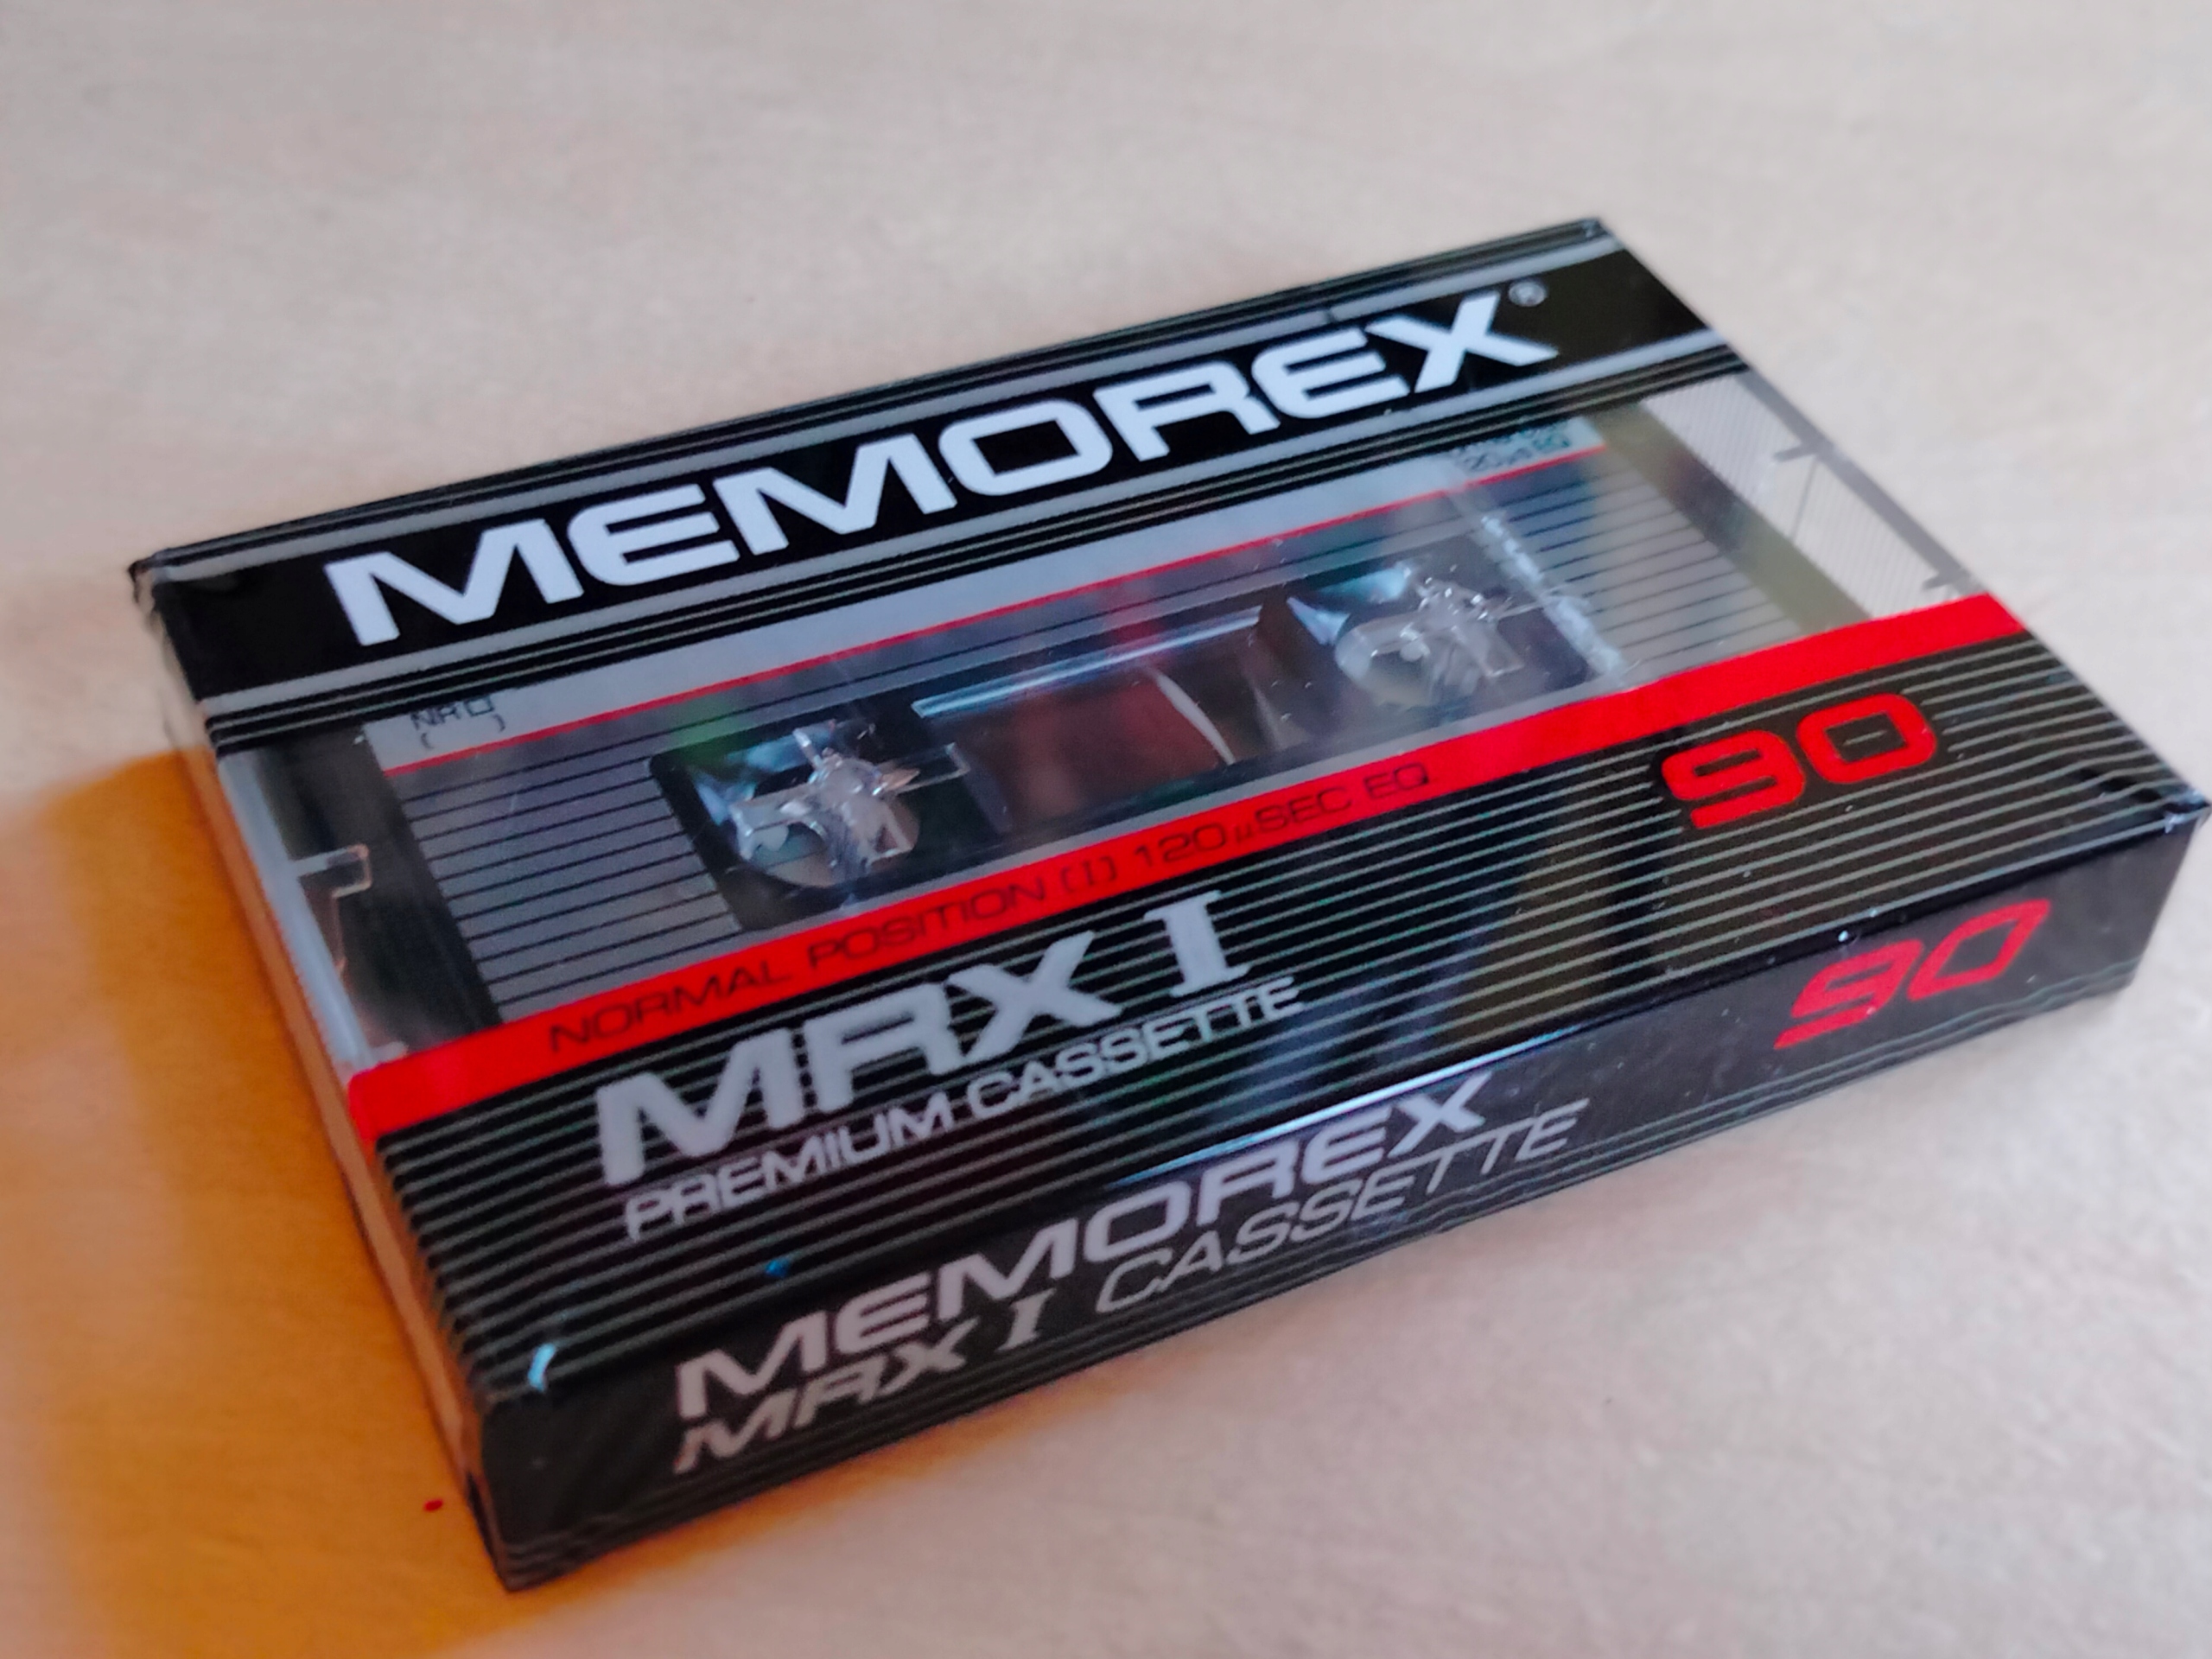 MEMOREX®
NR
NORMAL POSITION (I) 120µSEC EQ
90
MRX I
PREMIUM CASSETTE
MEMOREX
MRX I CASSETTE
90